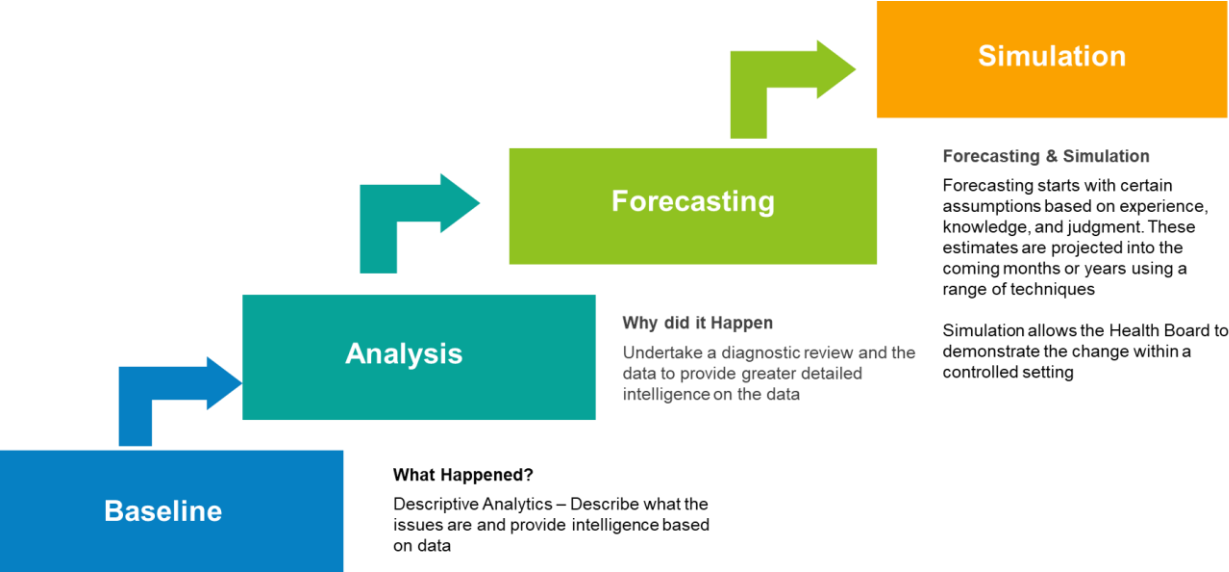 Simulation
Forecasting & Simulation
Forecasting starts with certain
assumptions based on experience,
knowledge, and judgment. These
estimates are projected into the
coming months or years using a
range of techniques
Simulation allows the Health Board to
demonstrate the change within a
controlled setting
Forecasting
Why did it Happen
Undertake a diagnostic review and the
data to provide greater detailed
intelligence on the data
Analysis
What Happened?
Descriptive Analytics – Describe what the
issues are and provide intelligence based
on data
Baseline